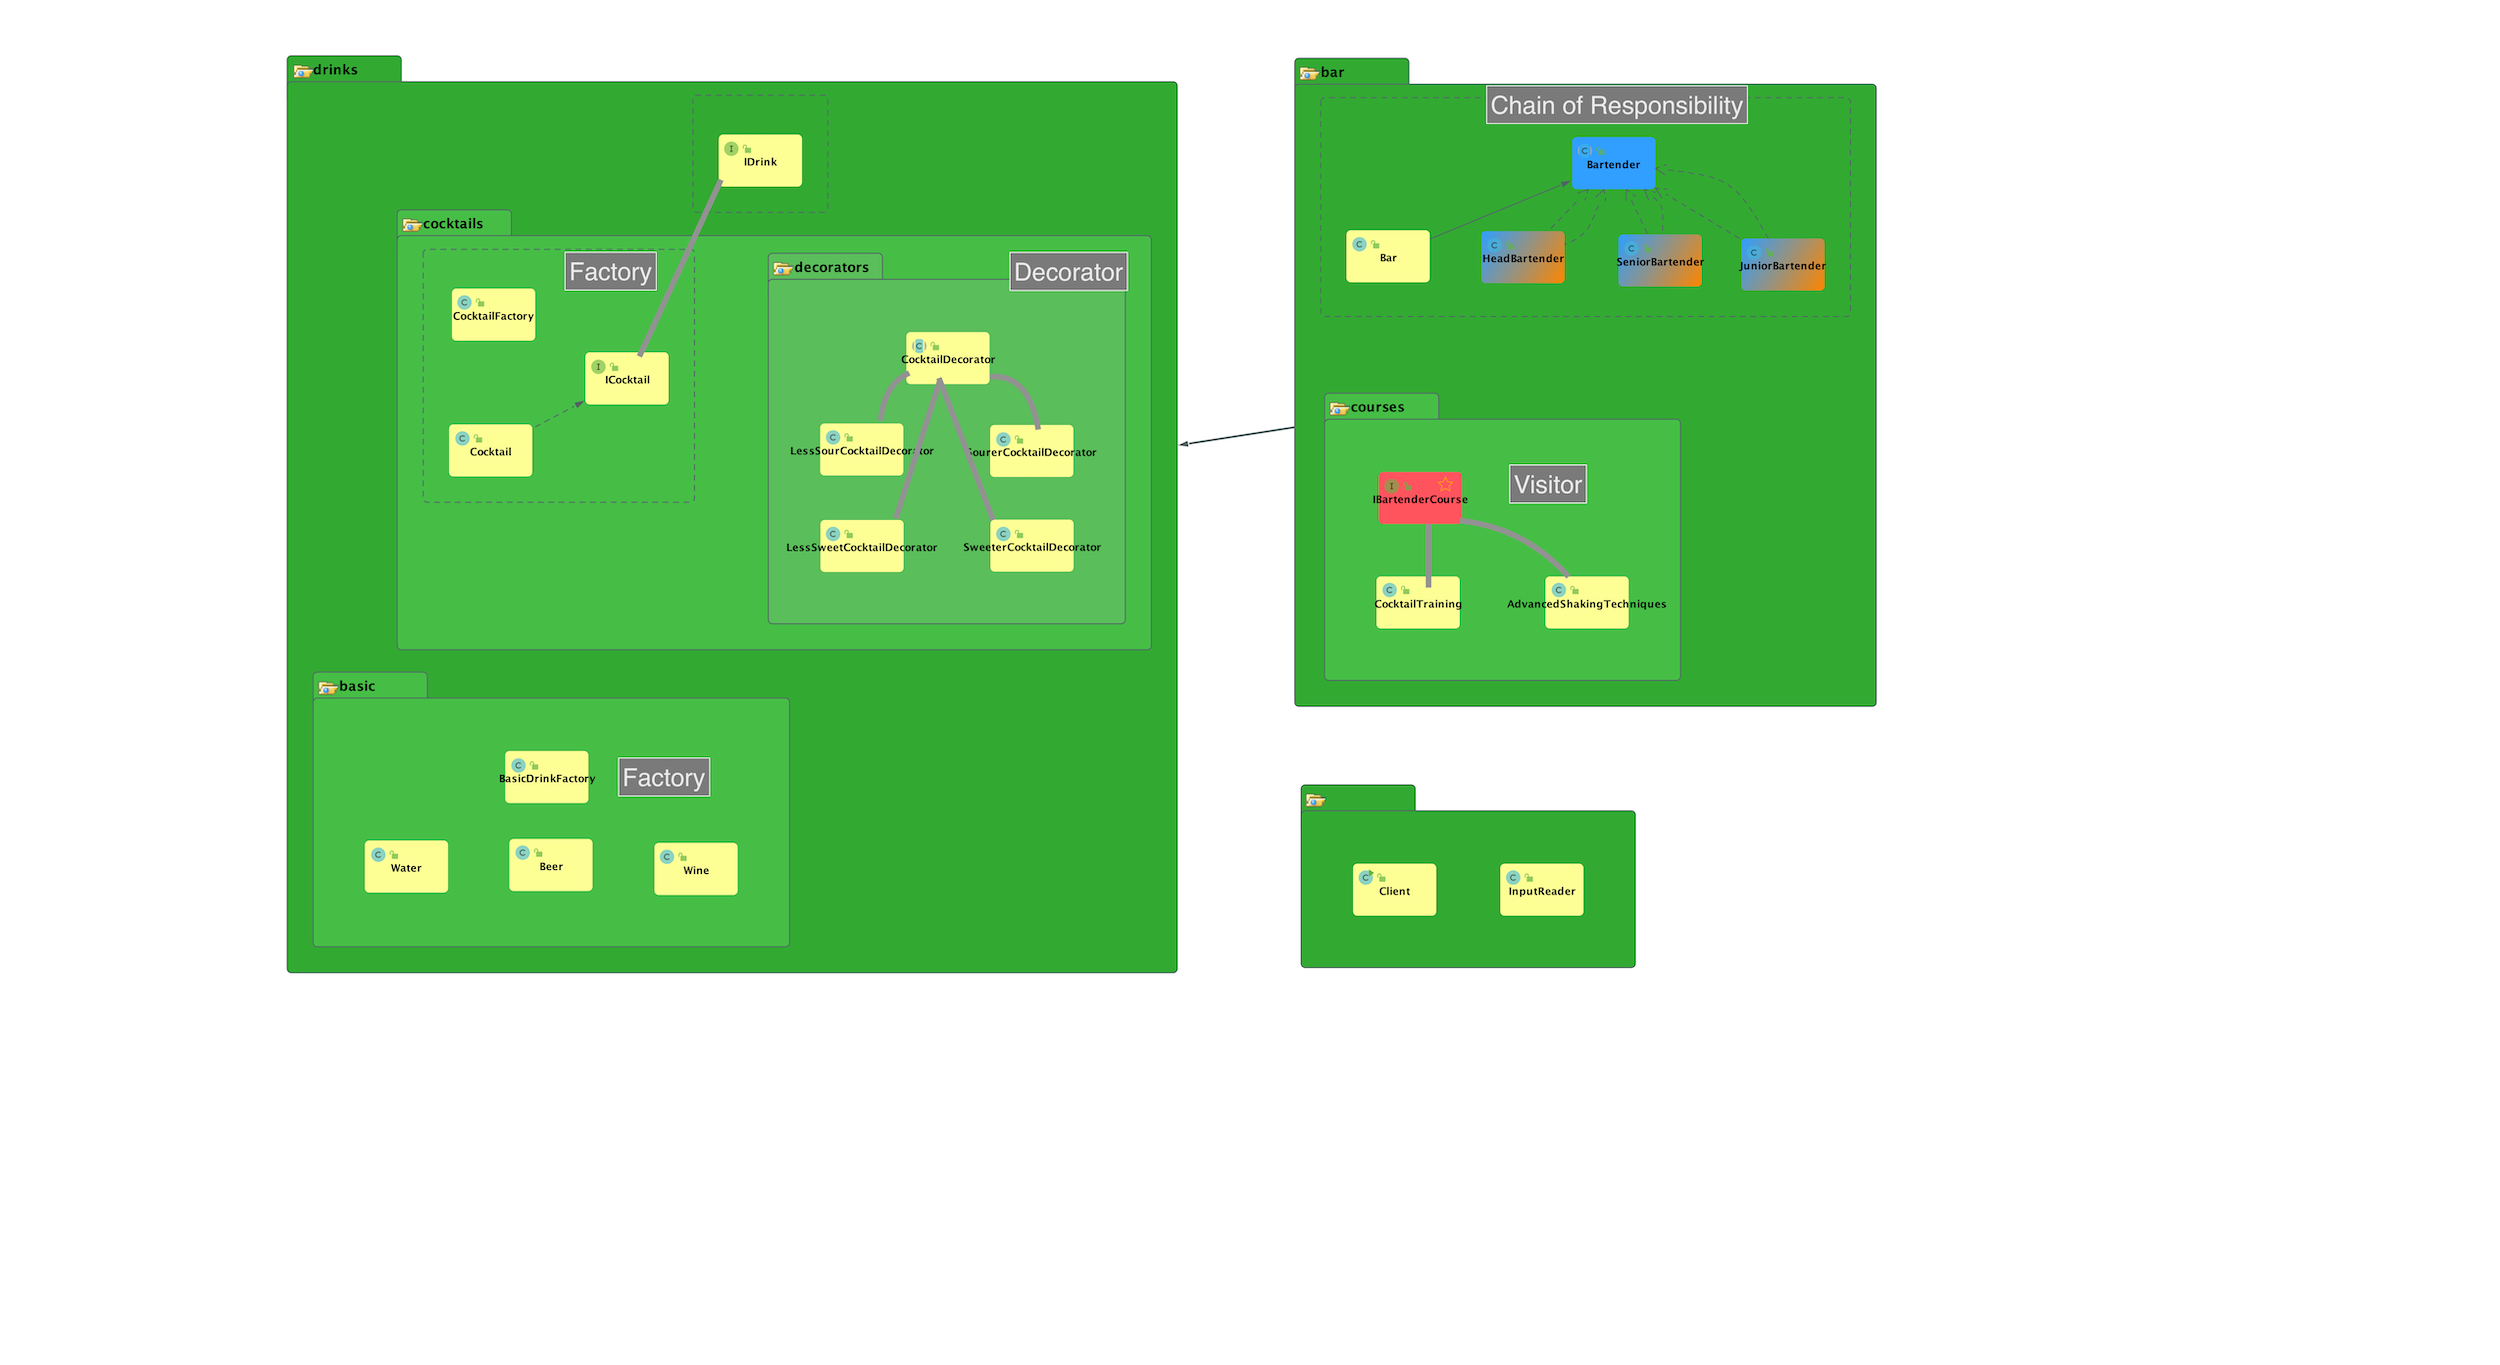 drinks
IDrink
cocktails
Factory
CocktailFactory
ICocktail
Cocktail
decorators
Decorator
CocktailDecorator
LessSourCocktailDecorator
SourerCocktailDecorator
LessSweetCocktailDecorator
SweeterCocktailDecorator
basic
BasicDrinkFactory
Factory
Water
Beer
Wine
bar
Chain of Responsibility
Bartender
Bar
HeadBartender
SeniorBartender
JuniorBartender
courses
IBartenderCourse
Visitor
CocktailTraining
AdvancedShakingTechniques
Client
InputReader